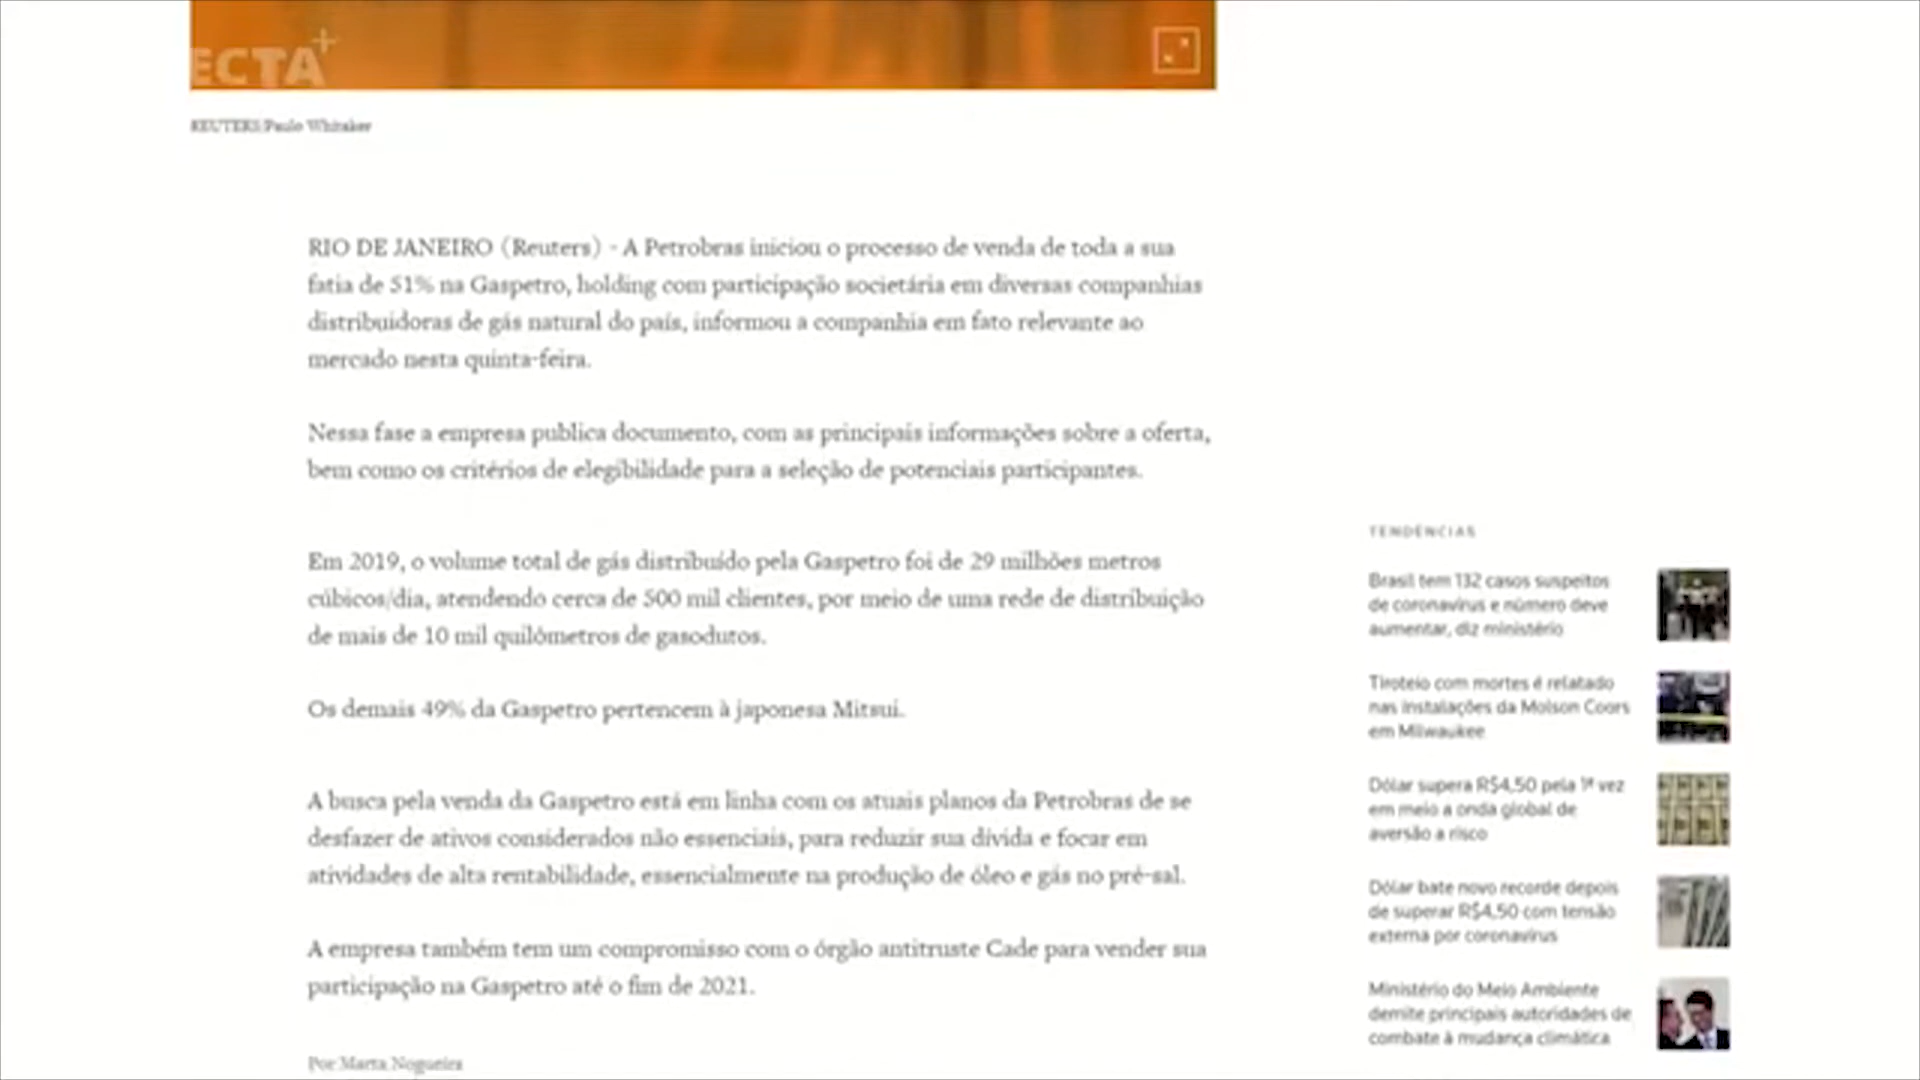 ECTA+
REUTERS/Paulo Whitaker
RIO DE JANEIRO (Reuters) - A Petrobras iniciou o processo de venda de toda a sua
fatia de 51% na Gaspetro, holding com participação societária em diversas companhias
distribuidoras de gás natural do país, informou a companhia em fato relevante ao
mercado nesta quinta-feira.
Nessa fase a empresa publica documento, com as principais informações sobre a oferta,
bem como os critérios de elegibilidade para a seleção de potenciais participantes.
Em 2019, o volume total de gás distribuído pela Gaspetro foi de 29 milhões metros
cúbicos/dia, atendendo cerca de 500 mil clientes, por meio de uma rede de distribuição
de mais de 10 mil quilômetros de gasodutos.
Os demais 49% da Gaspetro pertencem à japonesa Mitsui.
A busca pela venda da Gaspetro está em linha com os atuais planos da Petrobras de se
desfazer de ativos considerados não essenciais, para reduzir sua dívida e focar em
atividades de alta rentabilidade, essencialmente na produção de óleo e gás no pré-sal.
A empresa também tem um compromisso com o órgão antitruste Cade para vender sua
participação na Gaspetro até o fim de 2021.
Por Marta Nogueira
TENDÊNCIAS
Brasil tem 132 casos suspeitos
de coronavírus e número deve
aumentar, diz ministério
Tiroteio com mortes é relatado
nas instalações da Molson Coors
em Milwaukee
Dólar supera R$4,50 pela 1ª vez
em meio a onda global de
aversão a risco
Dólar bate novo recorde depois
de superar R$4,50 com tensão
externa por coronavírus
Ministério do Meio Ambiente
demite principais autoridades de
combate à mudança climática